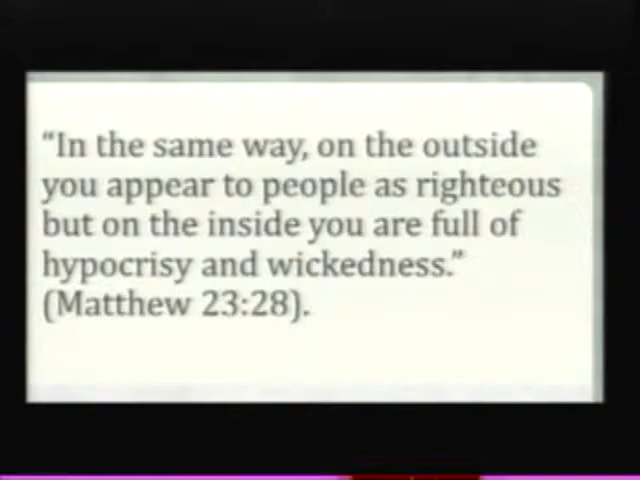 “In the same way, on the outside
you appear to people as righteous
but on the inside you are full of
hypocrisy and wickedness.”
(Matthew 23:28).